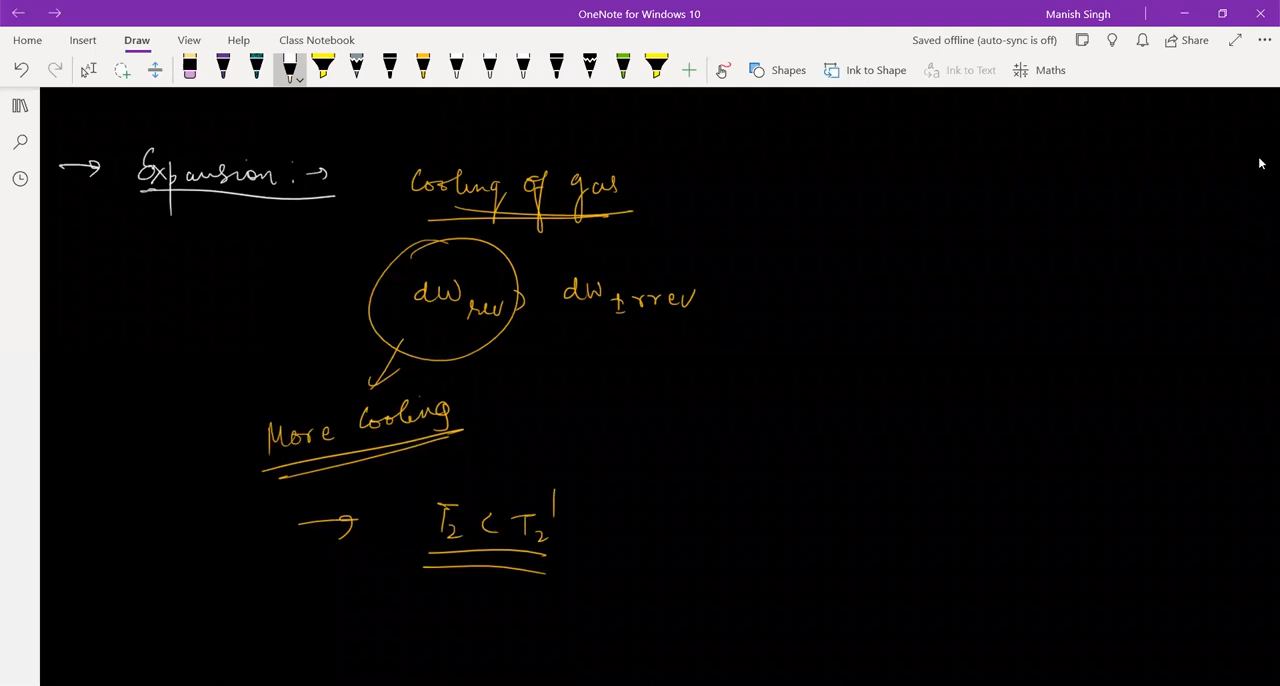 OneNote for Windows 10
Manish Singh
Home Insert Draw View Help Class Notebook
Saved offline (auto-sync is off) Share
Shapes Ink to Shape Ink to Text Maths
→ Expansion :→ Cooling of gas
dW rev > dW Irrev
More Cooling
→ T2 < T2'